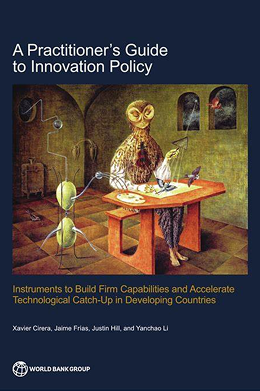 A Practitioner's Guide
to Innovation Policy
Instruments to Build Firm Capabilities and Accelerate
Technological Catch-Up in Developing Countries
Xavier Cirera, Jaime Frías, Justin Hill, and Yanchao Li
WORLD BANK GROUP